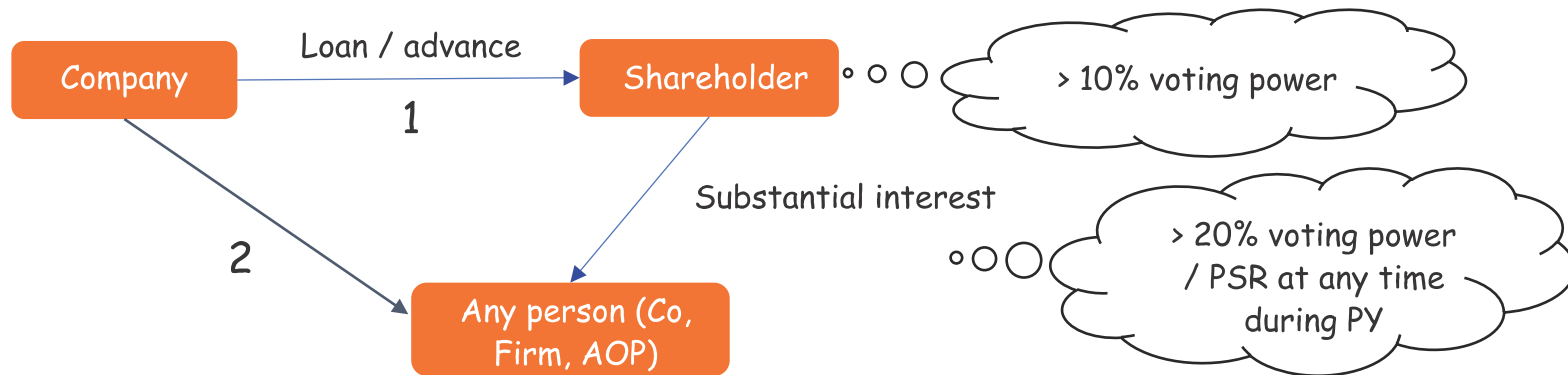 Loan / advance
Company
Shareholder
> 10% voting power
1
Substantial interest
2
> 20% voting power
/ PSR at any time
during PY
Any person (Co,
Firm, AOP)